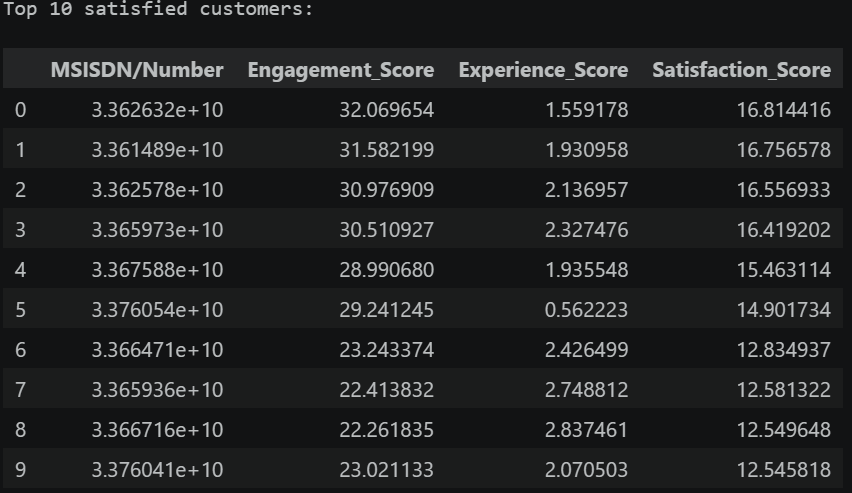 Top 10 satisfied customers:
MSISDN/Number Engagement_Score Experience_Score Satisfaction_Score
0 3.362632e+10 32.069654 1.559178 16.814416
1 3.361489e+10 31.582199 1.930958 16.756578
2 3.362578e+10 30.976909 2.136957 16.556933
3 3.365973e+10 30.510927 2.327476 16.419202
4 3.367588e+10 28.990680 1.935548 15.463114
5 3.376054e+10 29.241245 0.562223 14.901734
6 3.366471e+10 23.243374 2.426499 12.834937
7 3.365936e+10 22.413832 2.748812 12.581322
8 3.366716e+10 22.261835 2.837461 12.549648
9 3.376041e+10 23.021133 2.070503 12.545818